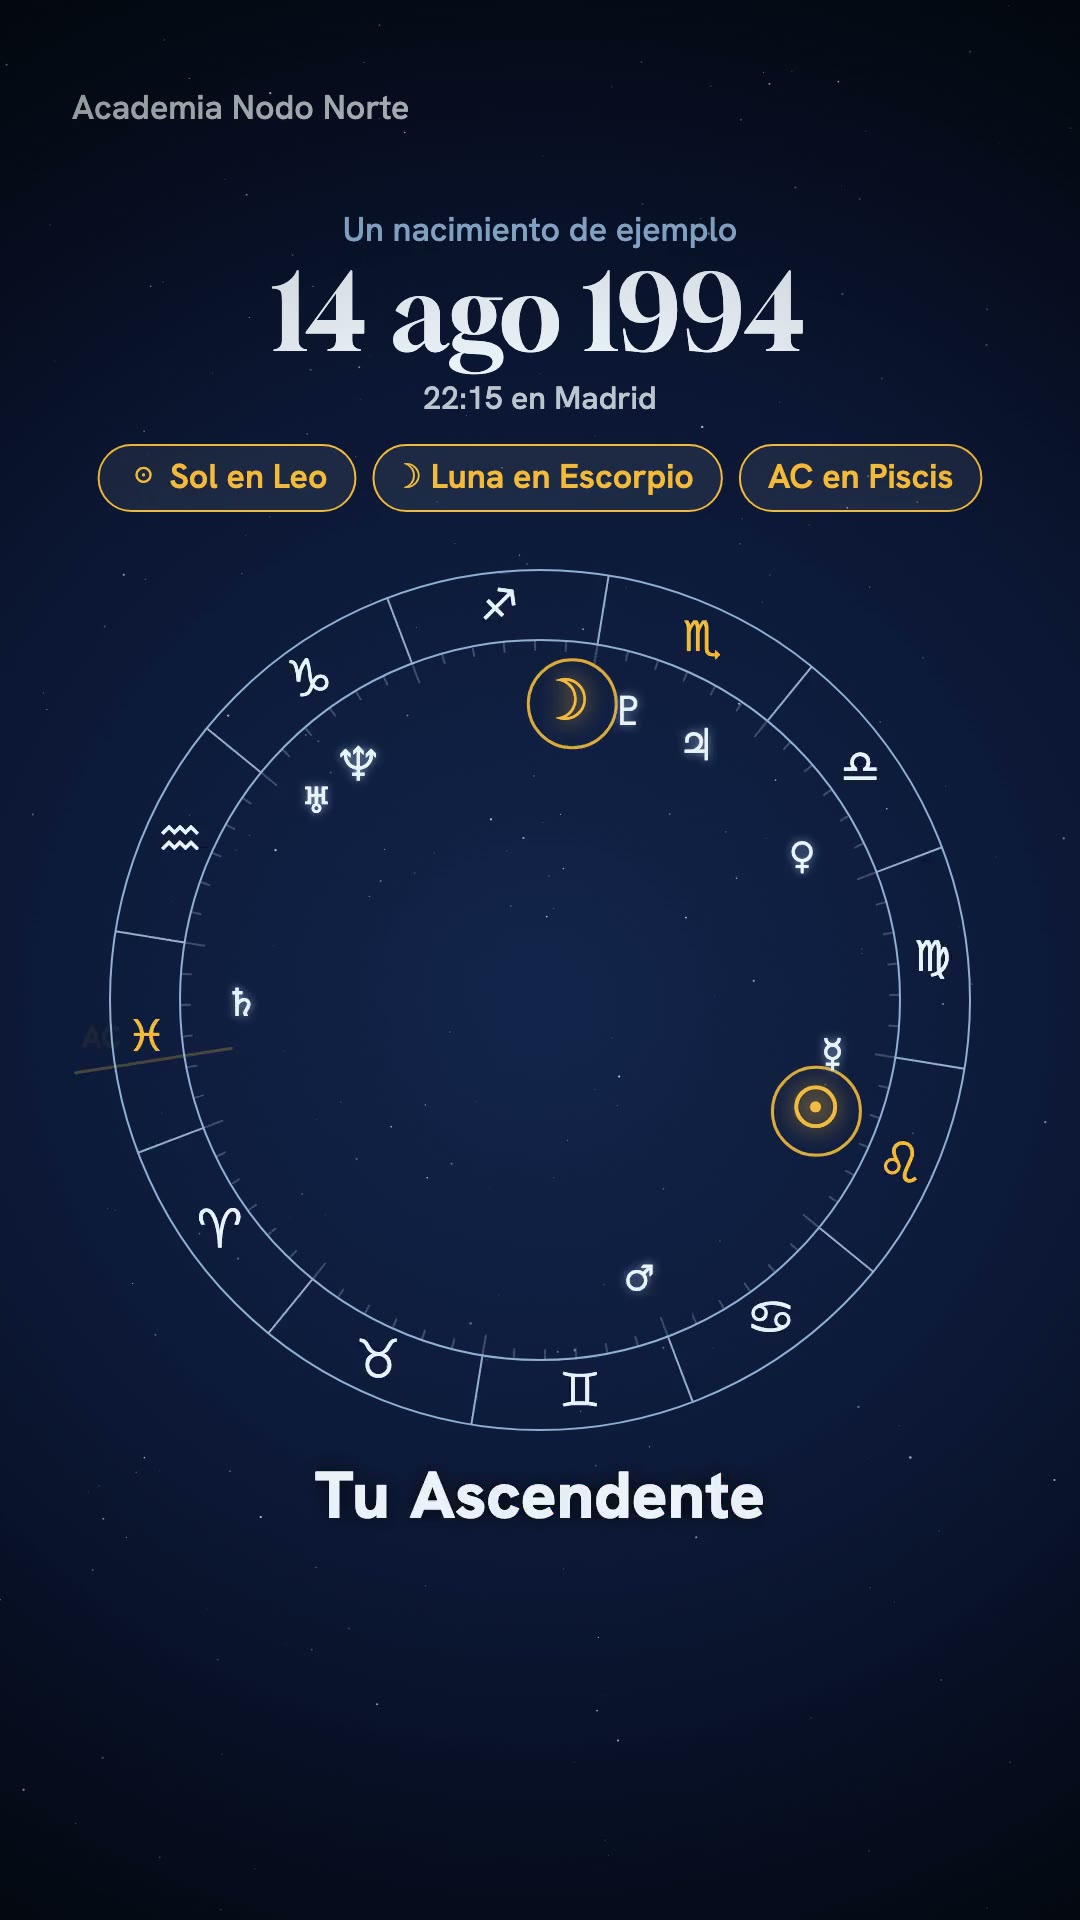 Academia Nodo Norte
Un nacimiento de ejemplo
14 ago 1994
22:15 en Madrid
☉ Sol en Leo ☽ Luna en Escorpio AC en Piscis
♐ ♏
♑
☽ ♇
♃
♆ ♎
♅
♒ ♀
♍
♄
AC ♓
☿
☉
♌
♈
♂
♋
♉
♊
Tu Ascendente